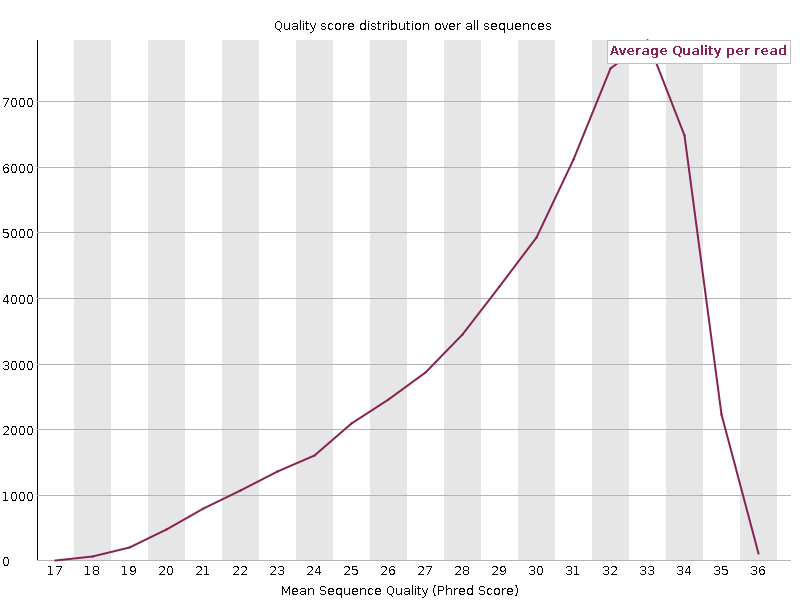 Quality score distribution over all sequences
Average Quality per read
7000
6000
5000
4000
3000
2000
1000
0
17 18 19 20 21 22 23 24 25 26 27 28 29 30 31 32 33 34 35 36
Mean Sequence Quality (Phred Score)